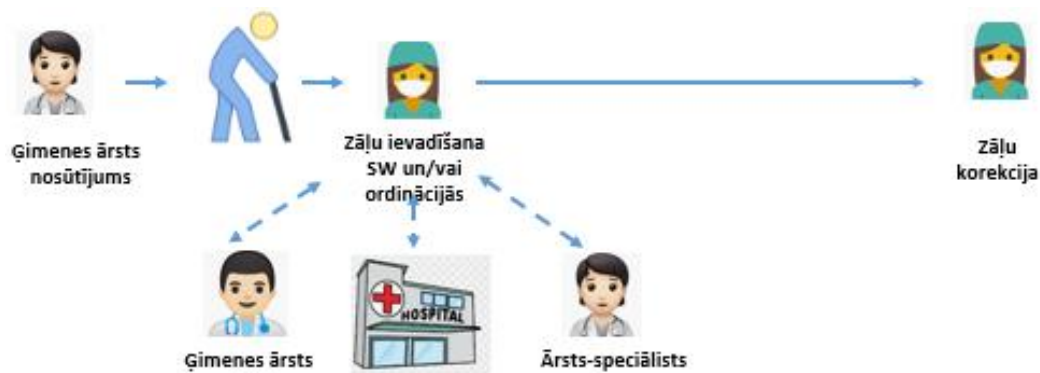 Ģimenes ārsts
nosūtījums
Zāļu ievadīšana
SW un/vai
ordinācijās
Zāļu
korekcija
HOSPITAL
Ģimenes ārsts
Ārsts-speciālists